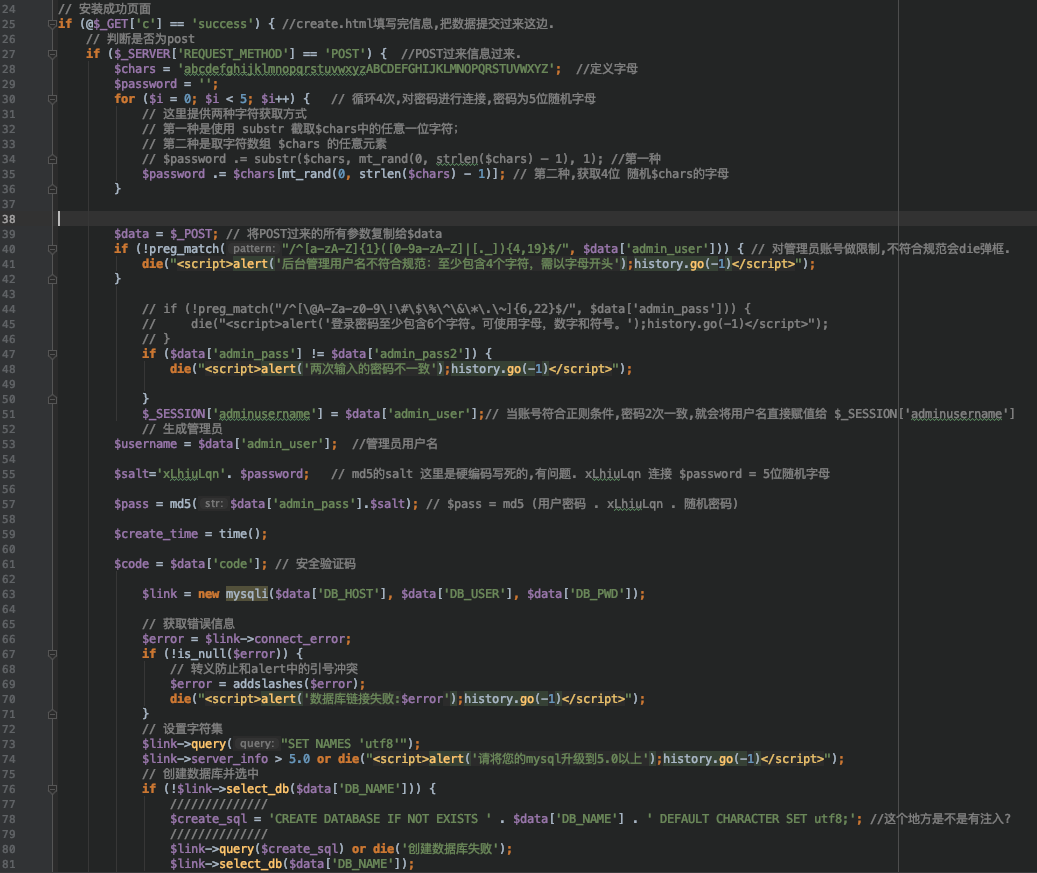 24 // 安装成功页面
25 if (@$_GET['c'] == 'success') { //create.html填写完信息,把数据提交过来这边.
26 // 判断是否为post
27 if ($_SERVER['REQUEST_METHOD'] == 'POST') { //POST过来信息过来.
28 $chars = 'abcdefghijklmnopqrstuvwxyzABCDEFGHIJKLMNOPQRSTUVWXYZ'; //定义字母
29 $password = '';
30 for ($i = 0; $i < 5; $i++) { // 循环4次,对密码进行连接,密码为5位随机字母
31 // 这里提供两种字符获取方式
32 // 第一种是使用 substr 截取$chars中的任意一位字符;
33 // 第二种是取字符数组 $chars 的任意元素
34 // $password .= substr($chars, mt_rand(0, strlen($chars) – 1), 1); //第一种
35 $password .= $chars[mt_rand(0, strlen($chars) - 1)]; // 第二种,获取4位 随机$chars的字母
36 }
37
38
39 $data = $_POST; // 将POST过来的所有参数复制给$data
40 if (!preg_match( pattern: "/^[a-zA-Z]{1}([0-9a-zA-Z]|[._]){4,19}$/", $data['admin_user'])) { // 对管理员账号做限制,不符合规范会die弹框.
41 die("<script>alert('后台管理用户名不符合规范：至少包含4个字符，需以字母开头');history.go(-1)</script>");
42 }
43
44 // if (!preg_match("/^[\@A-Za-z0-9\!\#\$\%\^\&\*\.\~]{6,22}$/", $data['admin_pass'])) {
45 // die("<script>alert('登录密码至少包含6个字符。可使用字母，数字和符号。');history.go(-1)</script>");
46 // }
47 if ($data['admin_pass'] != $data['admin_pass2']) {
48 die("<script>alert('两次输入的密码不一致');history.go(-1)</script>");
49
50 }
51 $_SESSION['adminusername'] = $data['admin_user'];// 当账号符合正则条件,密码2次一致,就会将用户名直接赋值给 $_SESSION['adminusername']
52 // 生成管理员
53 $username = $data['admin_user']; //管理员用户名
54
55 $salt='xLhiuLqn'. $password; // md5的salt 这里是硬编码写死的,有问题. xLhiuLqn 连接 $password = 5位随机字母
56
57 $pass = md5( str: $data['admin_pass'].$salt); // $pass = md5 (用户密码 . xLhiuLqn . 随机密码)
58
59 $create_time = time();
60
61 $code = $data['code']; // 安全验证码
62
63 $link = new mysqli($data['DB_HOST'], $data['DB_USER'], $data['DB_PWD']);
64
65 // 获取错误信息
66 $error = $link->connect_error;
67 if (!is_null($error)) {
68 // 转义防止和alert中的引号冲突
69 $error = addslashes($error);
70 die("<script>alert('数据库链接失败:$error');history.go(-1)</script>");
71 }
72 // 设置字符集
73 $link->query( query: "SET NAMES 'utf8'");
74 $link->server_info > 5.0 or die("<script>alert('请将您的mysql升级到5.0以上');history.go(-1)</script>");
75 // 创建数据库并选中
76 if (!$link->select_db($data['DB_NAME'])) {
77 //////////////
78 $create_sql = 'CREATE DATABASE IF NOT EXISTS ' . $data['DB_NAME'] . ' DEFAULT CHARACTER SET utf8;'; //这个地方是不是有注入?
79 //////////////
80 $link->query($create_sql) or die('创建数据库失败');
81 $link->select_db($data['DB_NAME']);